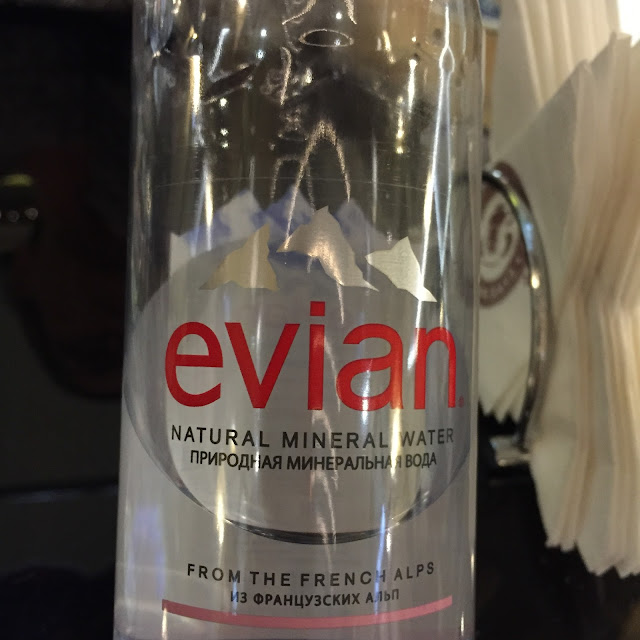 evian
NATURAL MINERAL WATER
ПРИРОДНАЯ МИНЕРАЛЬНАЯ ВОДА
FROM THE FRENCH ALPS
ИЗ ФРАНЦУЗСКИХ АЛЬП